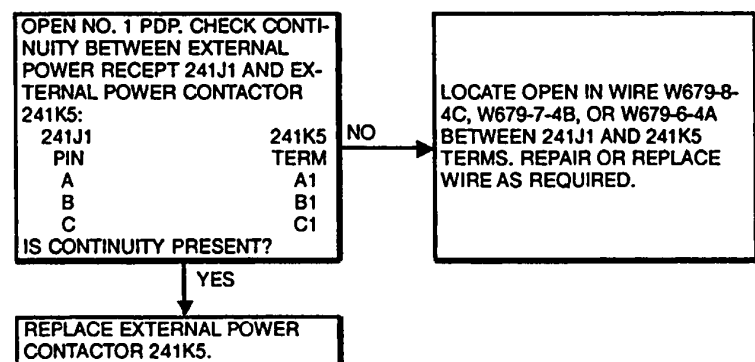 OPEN NO. 1 PDP. CHECK CONTI-
NUITY BETWEEN EXTERNAL
POWER RECEPT 241J1 AND EX-
TERNAL POWER CONTACTOR
241K5:
241J1 241K5
PIN TERM
A A1
B B1
C C1
IS CONTINUITY PRESENT?
NO
LOCATE OPEN IN WIRE W679-8-
4C, W679-7-4B, OR W679-6-4A
BETWEEN 241J1 AND 241K5
TERMS. REPAIR OR REPLACE
WIRE AS REQUIRED.
YES
REPLACE EXTERNAL POWER
CONTACTOR 241K5.